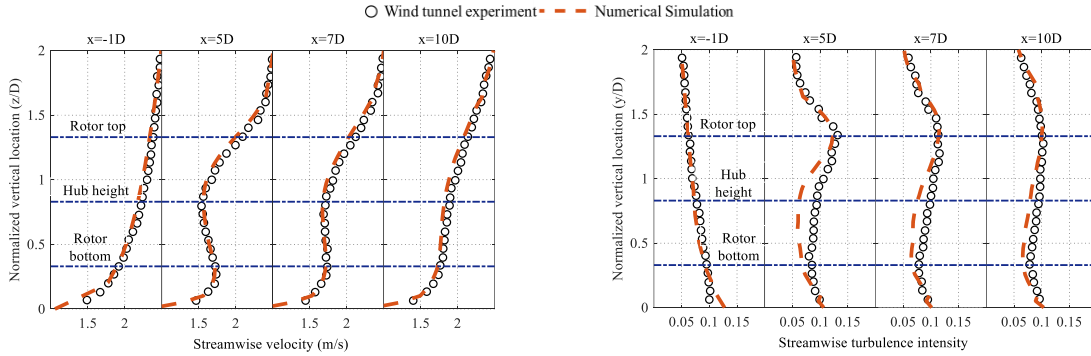 Wind tunnel experiment Numerical Simulation
x=-1D x=5D x=7D x=10D
Normalized vertical location (z/D)
2
1.5
1
0.5
0
Rotor top
Hub height
Rotor
bottom
1.5 2 1.5 2 1.5 2 1.5 2
Streamwise velocity (m/s)
x=-1D x=5D x=7D x=10D
Normalized vertical location (y/D)
2
1.5
1
0.5
0
Rotor top
Hub
height
Rotor
bottom
0.05 0.1 0.15 0.05 0.1 0.15 0.05 0.1 0.15 0.05 0.1 0.15
Streamwise turbulence intensity